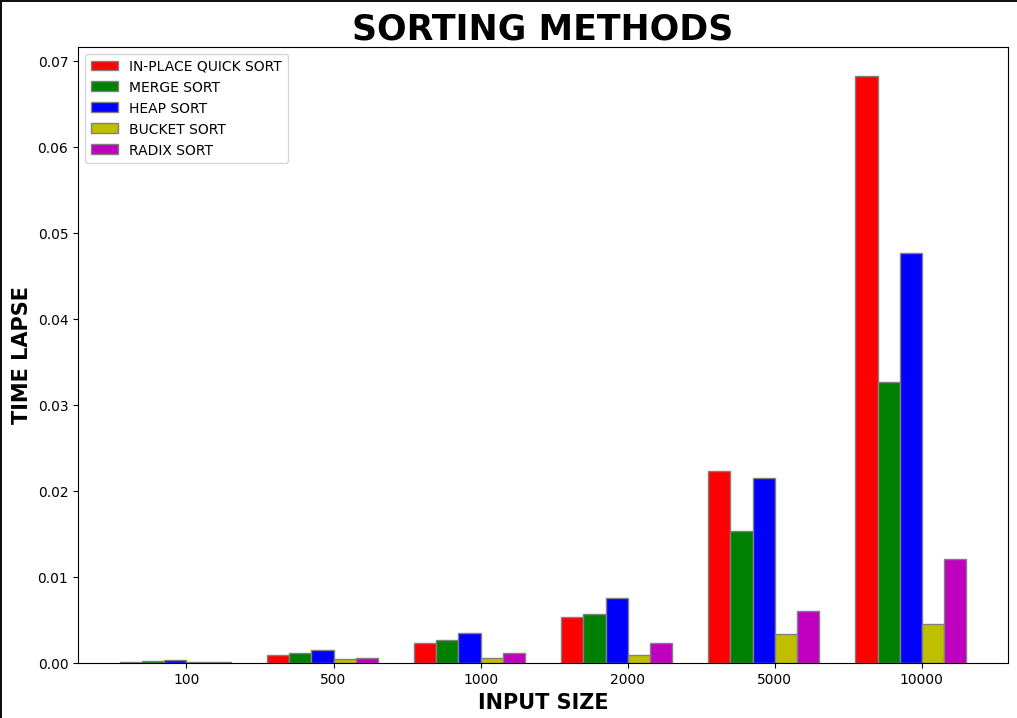 SORTING METHODS
IN-PLACE QUICK SORT
MERGE SORT
HEAP SORT
BUCKET SORT
RADIX SORT
TIME LAPSE
0.07
0.06
0.05
0.04
0.03
0.02
0.01
0.00
100 500 1000 2000 5000 10000
INPUT SIZE